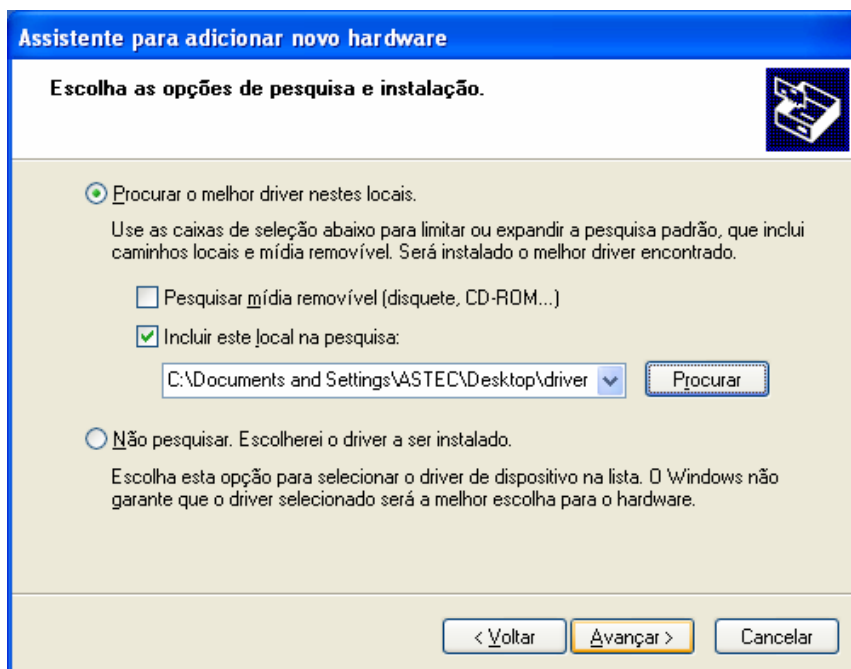 Assistente para adicionar novo hardware
Escolha as opções de pesquisa e instalação.
Procurar o melhor driver nestes locais.
Use as caixas de seleção abaixo para limitar ou expandir a pesquisa padrão, que inclui
caminhos locais e mídia removível. Será instalado o melhor driver encontrado.
Pesquisar mídia removível (disquete, CD-ROM...)
Incluir este local na pesquisa:
C:\Documents and Settings\ASTEC\Desktop\driver
Procurar
Não pesquisar. Escolherei o driver a ser instalado.
Escolha esta opção para selecionar o driver de dispositivo na lista. O Windows não
garante que o driver selecionado será a melhor escolha para o hardware.
< Voltar
Avançar >
Cancelar